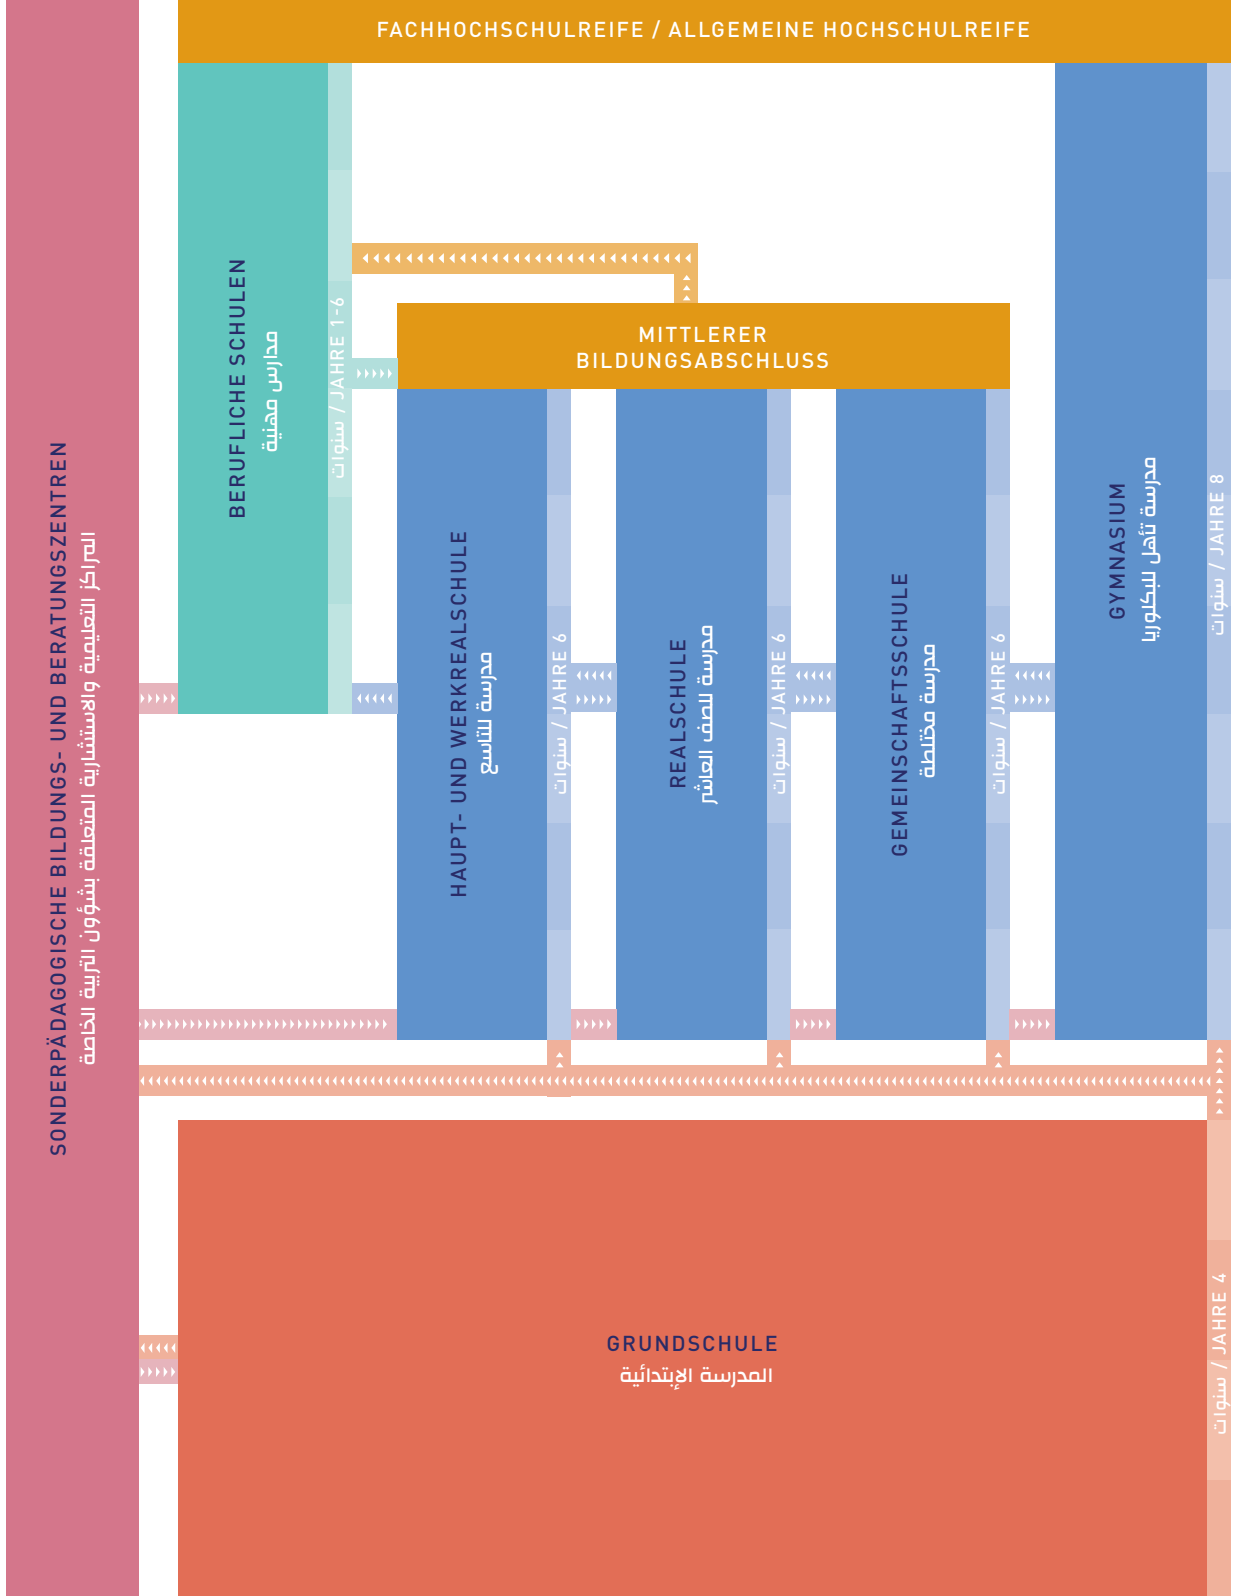 FACHHOCHSCHULREIFE / ALLGEMEINE HOCHSCHULREIFE
SONDERPÄDAGOGISCHE BILDUNGS- UND BERATUNGSZENTREN
المراكز التعليمية والاستشارية المتعلقة بشؤون التربية الخاصة
BERUFLICHE SCHULEN
مدارس مهنية
سنوات / JAHRE 1-6
MITTLERER
BILDUNGSABSCHLUSS
HAUPT- UND WERKREALSCHULE
مدرسة للتاسع
سنوات / JAHRE 6
REALSCHULE
مدرسة للصف العاشر
سنوات / JAHRE 6
GEMEINSCHAFTSSCHULE
مدرسة مختلطة
سنوات / JAHRE 6
GYMNASIUM
مدرسة تأهل للبكلوريا
سنوات / JAHRE 8
GRUNDSCHULE
المدرسة الإبتدائية
سنوات / JAHRE 4